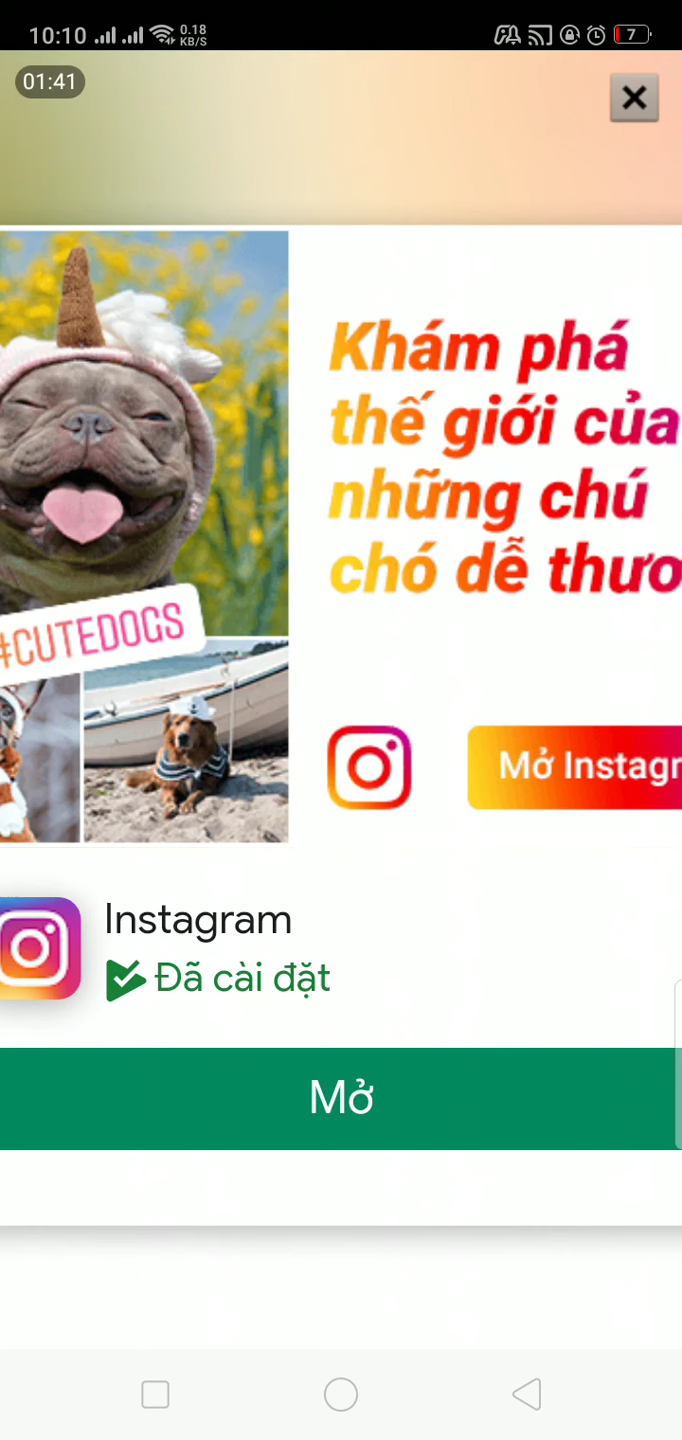 10:10 0.18 KB/S 7
01:41
Khám phá
thế giới của
những chú
chó dễ thươ
#CUTEDOGS
Mở Instagr
Instagram
Đã cài đặt
Mở